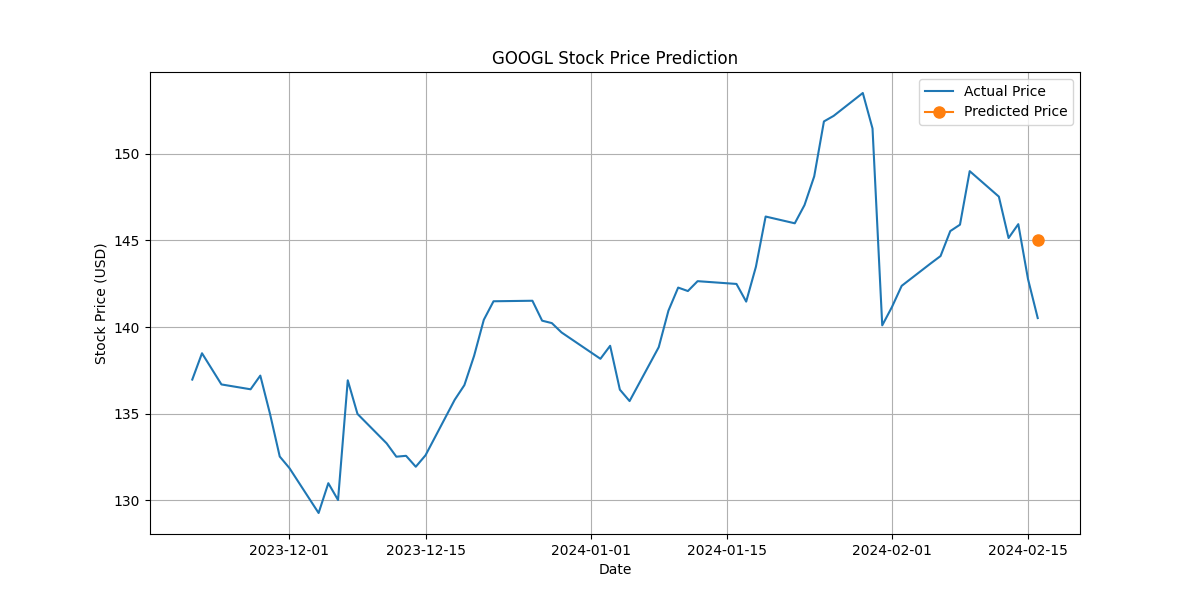 GOOGL Stock Price Prediction
Actual Price
Predicted Price
150
145
140
135
130
Stock Price (USD)
2023-12-01
2023-12-15
2024-01-01
2024-01-15
2024-02-01
2024-02-15
Date